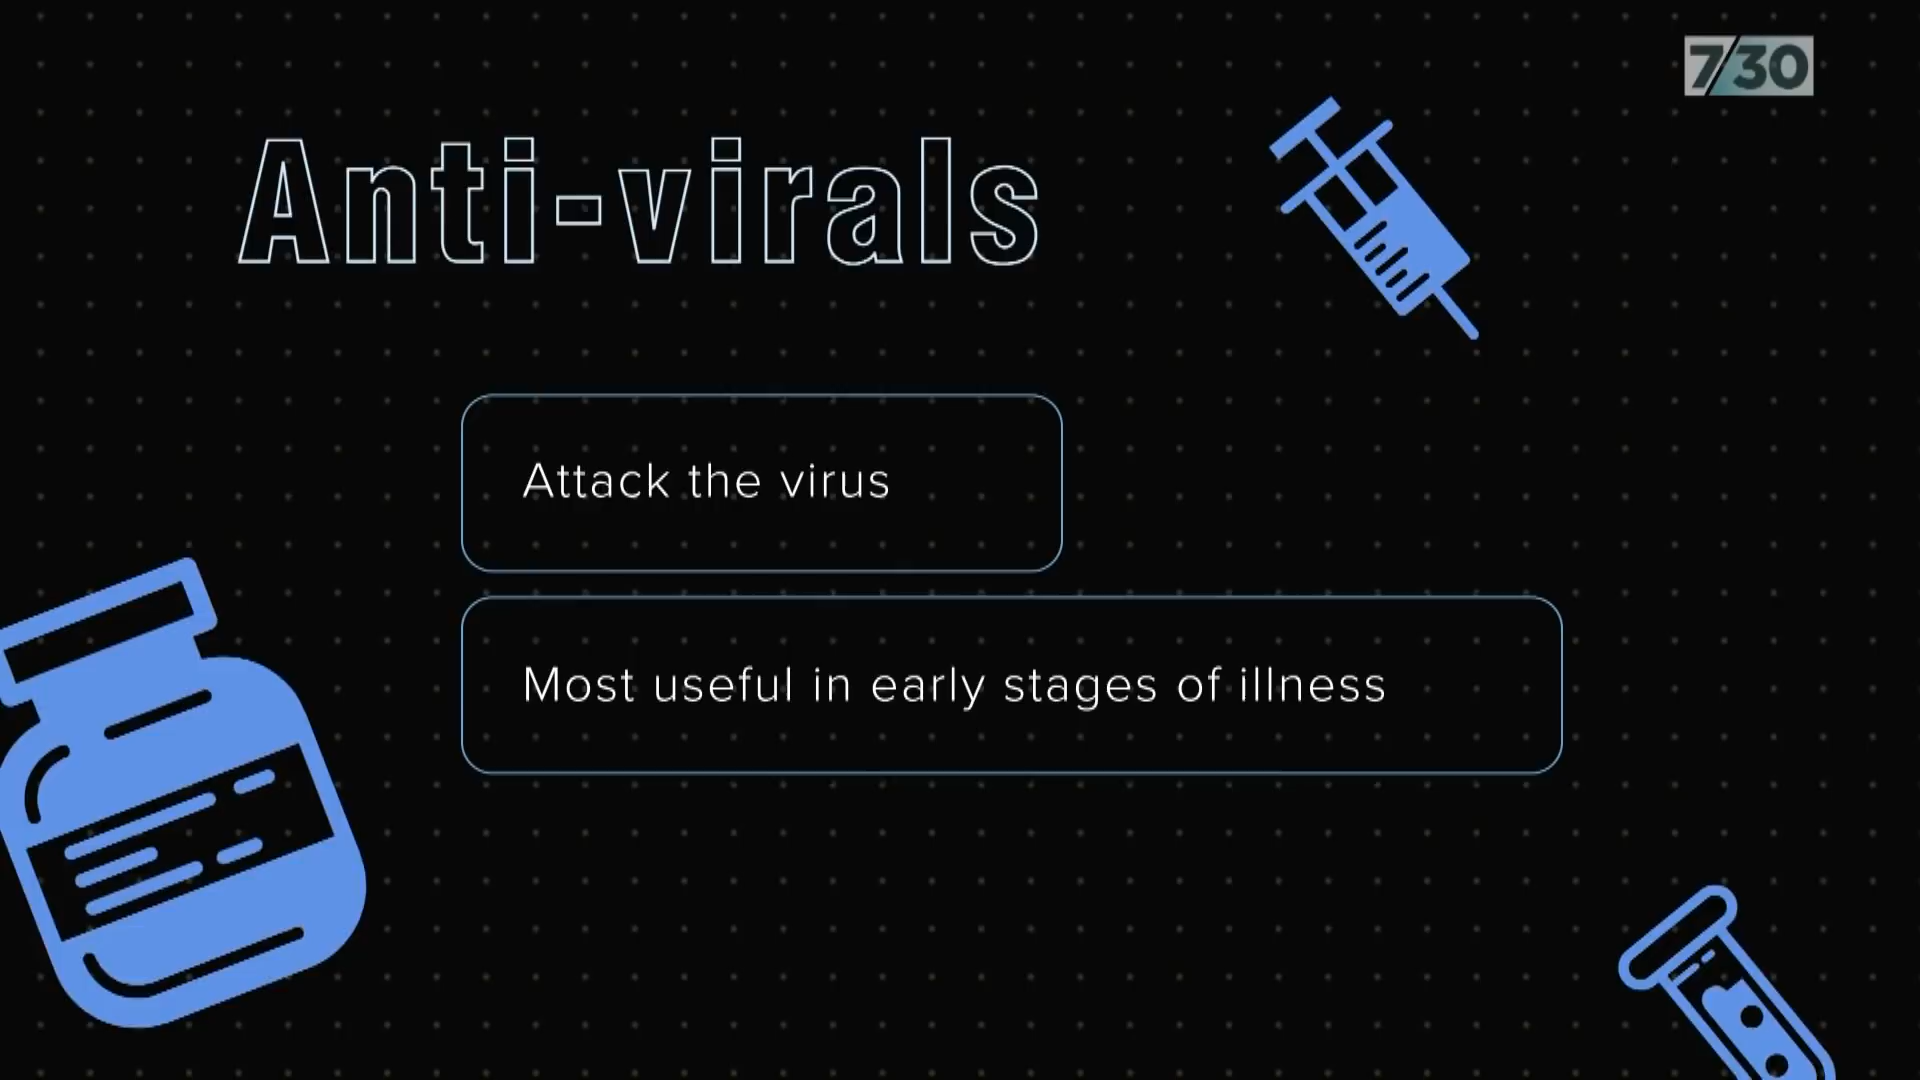 7/30
Anti-virals
Attack the virus
Most useful in early stages of illness